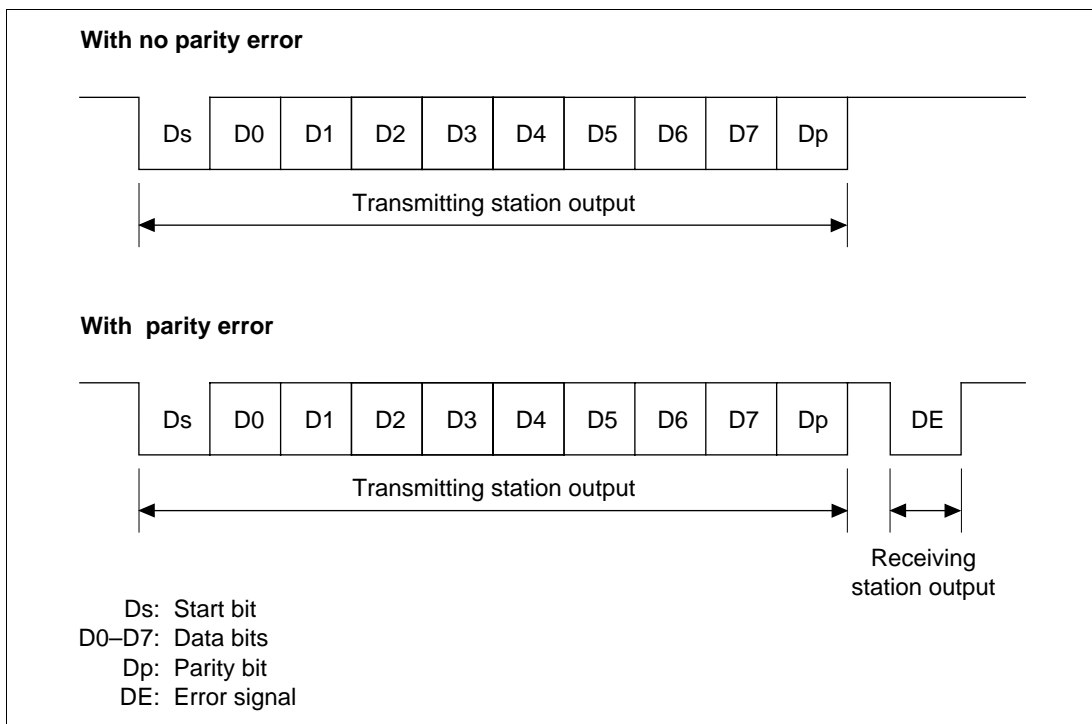 With no parity error
Ds D0 D1 D2 D3 D4 D5 D6 D7 Dp
Transmitting station output
With parity error
Ds D0 D1 D2 D3 D4 D5 D6 D7 Dp DE
Transmitting station output
Receiving
station output
Ds: Start bit
D0–D7: Data bits
Dp: Parity bit
DE: Error signal